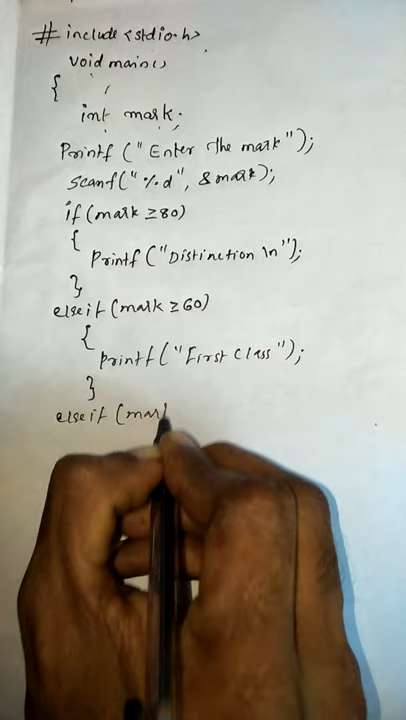 # include <stdio.h>
void main()
{
int mark.
Printf ("Enter The mark");
Scanf("%d", &mark);
if (mark ≥80)
{
Printf ("Distinction \n");
}
elseif (mark ≥ 60)
{
printf("First Class");
}
elseif (mar